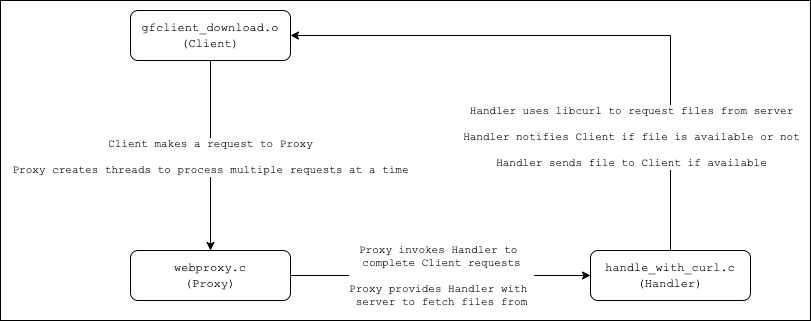 gfclient_download.o
(Client)
Handler uses libcurl to request files from server
Handler notifies Client if file is available or not
Handler sends file to Client if available
Client makes a request to Proxy
Proxy creates threads to process multiple requests at a time
webproxy.c
(Proxy)
Proxy invokes Handler to
complete Client requests
Proxy provides Handler with
server to fetch files from
handle_with_curl.c
(Handler)